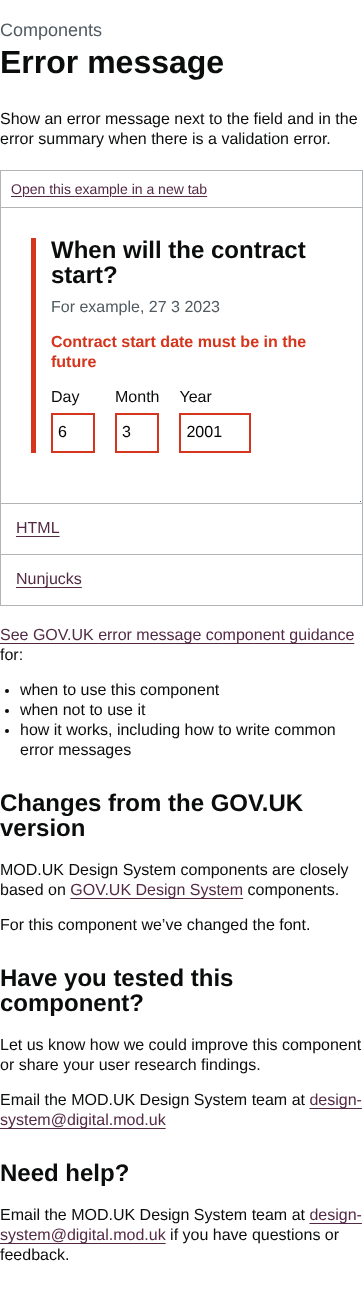 Components
Error message
Show an error message next to the field and in the
error summary when there is a validation error.
Open this example in a new tab
When will the contract
start?
For example, 27 3 2023
Contract start date must be in the
future
Day Month Year
6 3 2001
HTML
Nunjucks
See GOV.UK error message component guidance
for:
• when to use this component
• when not to use it
• how it works, including how to write common
error messages
Changes from the GOV.UK
version
MOD.UK Design System components are closely
based on GOV.UK Design System components.
For this component we’ve changed the font.
Have you tested this
component?
Let us know how we could improve this component
or share your user research findings.
Email the MOD.UK Design System team at design-
system@digital.mod.uk
Need help?
Email the MOD.UK Design System team at design-
system@digital.mod.uk if you have questions or
feedback.